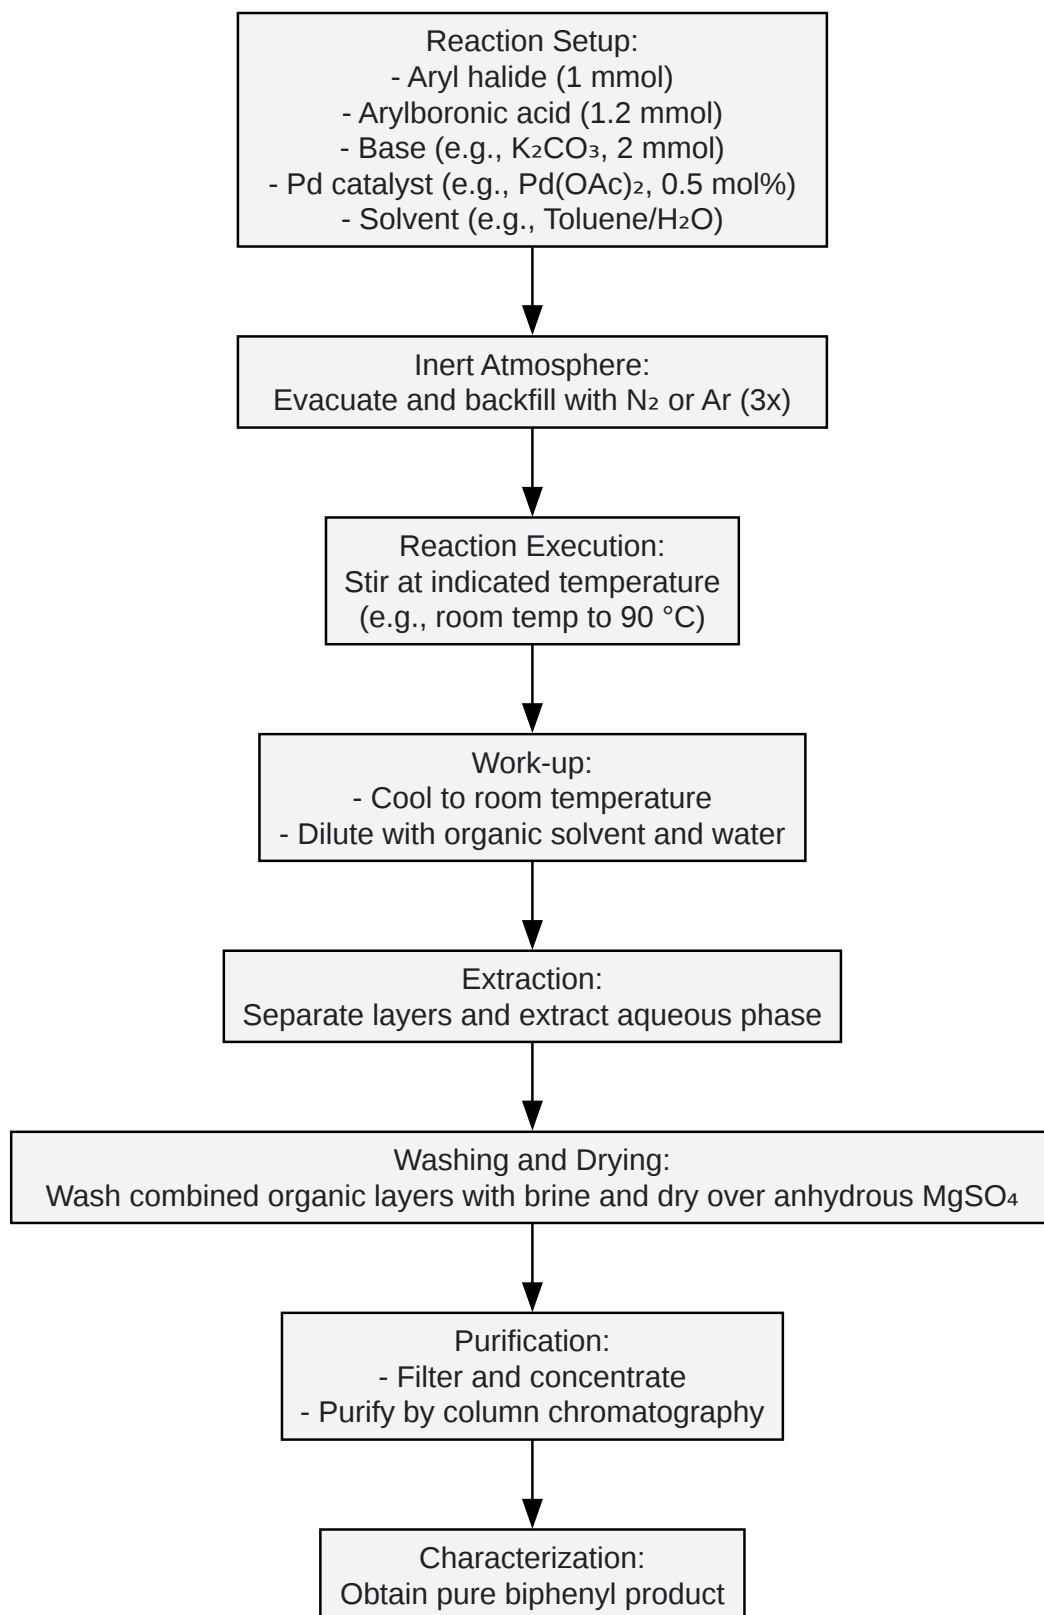 Reaction Setup:
- Aryl halide (1 mmol)
- Arylboronic acid (1.2 mmol)
- Base (e.g., K₂CO₃, 2 mmol)
- Pd catalyst (e.g., Pd(OAc)₂, 0.5 mol%)
- Solvent (e.g., Toluene/H₂O)
Inert Atmosphere:
Evacuate and backfill with N₂ or Ar (3x)
Reaction Execution:
Stir at indicated temperature
(e.g., room temp to 90 °C)
Work-up:
- Cool to room temperature
- Dilute with organic solvent and water
Extraction:
Separate layers and extract aqueous phase
Washing and Drying:
Wash combined organic layers with brine and dry over anhydrous MgSO₄
Purification:
- Filter and concentrate
- Purify by column chromatography
Characterization:
Obtain pure biphenyl product